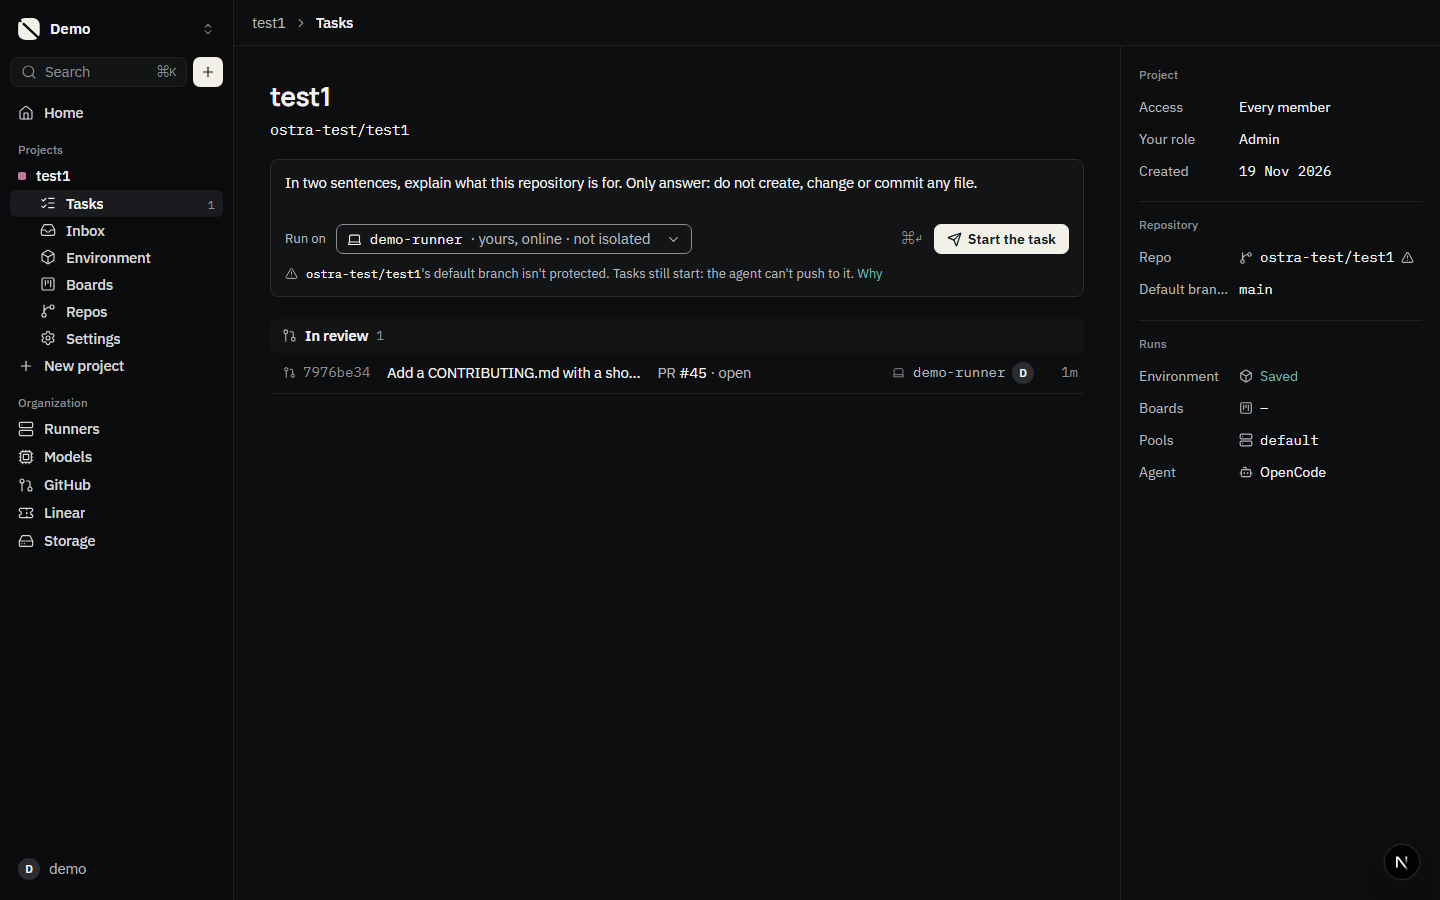 Demo
Search ⌘K
Home
Projects
test1
Tasks 1
Inbox
Environment
Boards
Repos
Settings
New project
Organization
Runners
Models
GitHub
Linear
Storage
D demo
test1 > Tasks
test1
ostra-test/test1
In two sentences, explain what this repository is for. Only answer: do not create, change or commit any file.
Run on demo-runner · yours, online · not isolated ⌘↵ Start the task
ostra-test/test1's default branch isn't protected. Tasks still start: the agent can't push to it. Why
In review 1
7976be34 Add a CONTRIBUTING.md with a sho... PR #45 · open demo-runner D 1m
Project
Access Every member
Your role Admin
Created 19 Nov 2026
Repository
Repo ostra-test/test1
Default bran... main
Runs
Environment Saved
Boards –
Pools default
Agent OpenCode
N